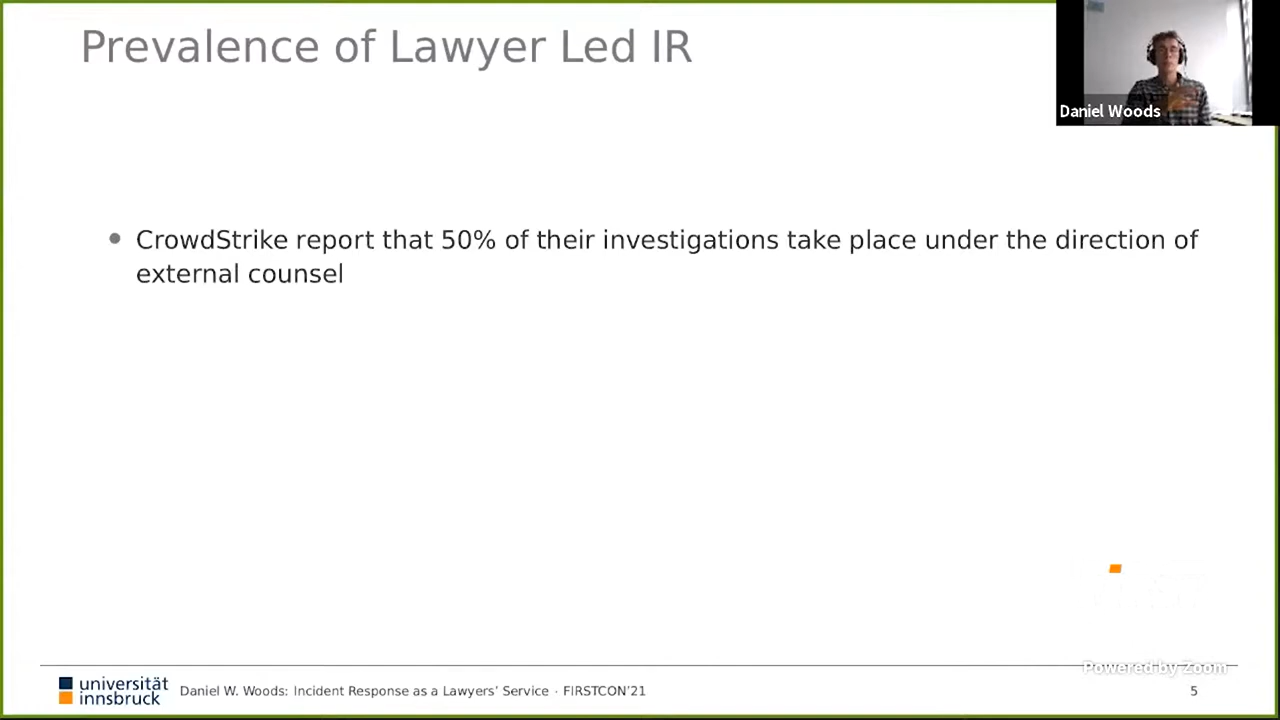 Prevalence of Lawyer Led IR
Daniel Woods
• CrowdStrike report that 50% of their investigations take place under the direction of
external counsel
Powered by Zoom
universität
innsbruck
Daniel W. Woods: Incident Response as a Lawyers’ Service · FIRSTCON’21
5